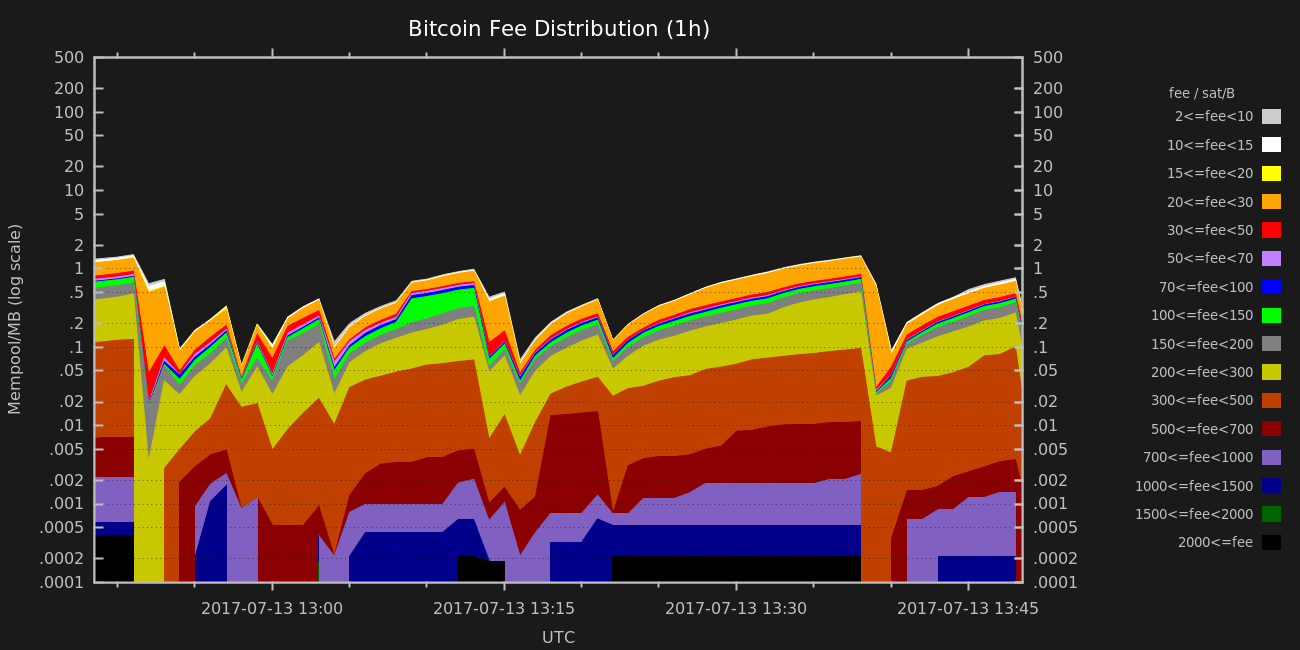 Bitcoin Fee Distribution (1h)
500 500
200 200
100 100
50 50
20 20
10 10
5 5
2 2
1 1
.5 .5
.2 .2
.1 .1
.05 .05
.02 .02
.01 .01
.005 .005
.002 .002
.001 .001
.0005 .0005
.0002 .0002
.0001 .0001
Mempool/MB (log scale)
2017-07-13 13:00 2017-07-13 13:15 2017-07-13 13:30 2017-07-13 13:45
UTC
fee / sat/B
2<=fee<10
10<=fee<15
15<=fee<20
20<=fee<30
30<=fee<50
50<=fee<70
70<=fee<100
100<=fee<150
150<=fee<200
200<=fee<300
300<=fee<500
500<=fee<700
700<=fee<1000
1000<=fee<1500
1500<=fee<2000
2000<=fee